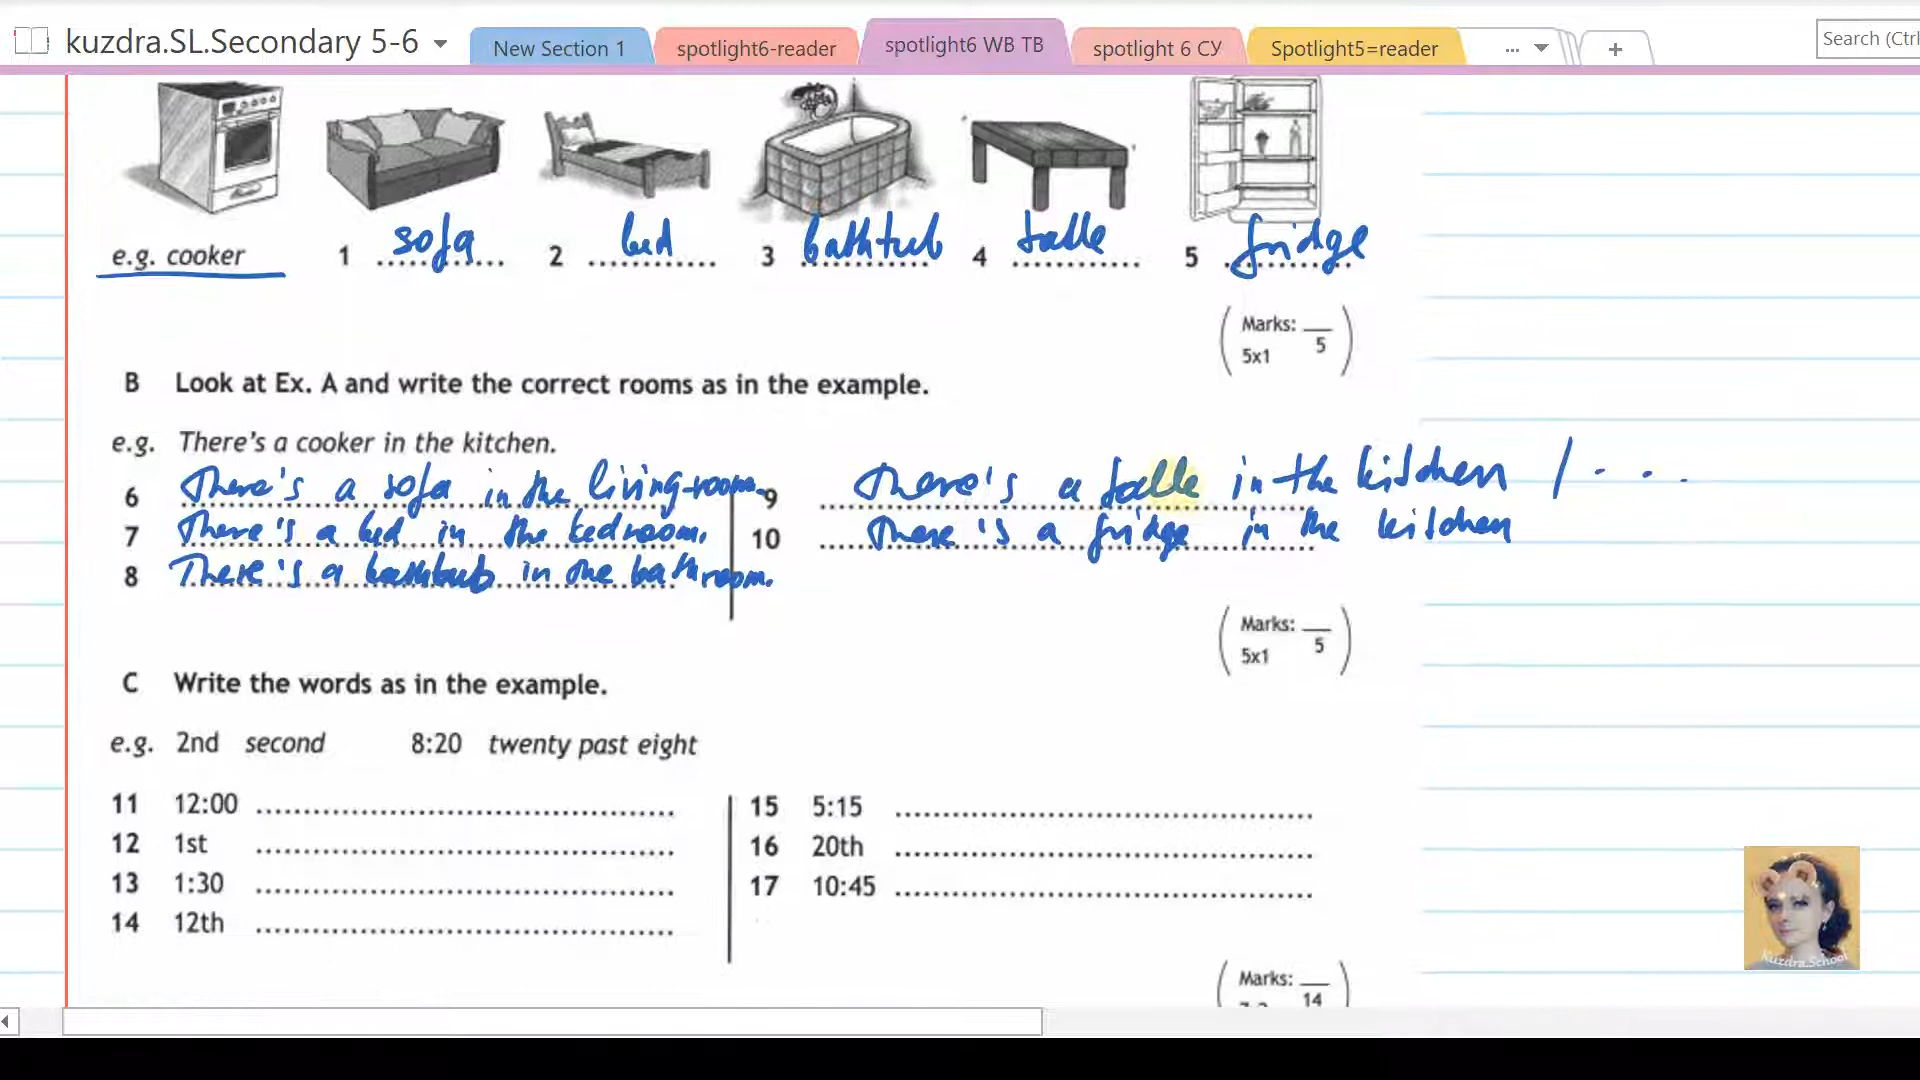 kuzdra.SL.Secondary 5-6
New Section 1
spotlight6-reader
spotlight6 WB TB
spotlight 6 СУ
Spotlight5=reader
...
+
Search (Ctrl
e.g. cooker 1 sofa 2 bed 3 bathtub 4 table 5 fridge
Marks: __
5x1 5
B Look at Ex. A and write the correct rooms as in the example.
e.g. There's a cooker in the kitchen.
6 There's a sofa in the living-room.
7 There's a bed in the bedroom.
8 There's a bathtub in the bathroom.
9 There's a table in the kitchen / . . .
10 There's a fridge in the kitchen
Marks: __
5x1 5
C Write the words as in the example.
e.g. 2nd second 8:20 twenty past eight
11 12:00
12 1st
13 1:30
14 12th
15 5:15
16 20th
17 10:45
Marks: __
14
kuzdra.School